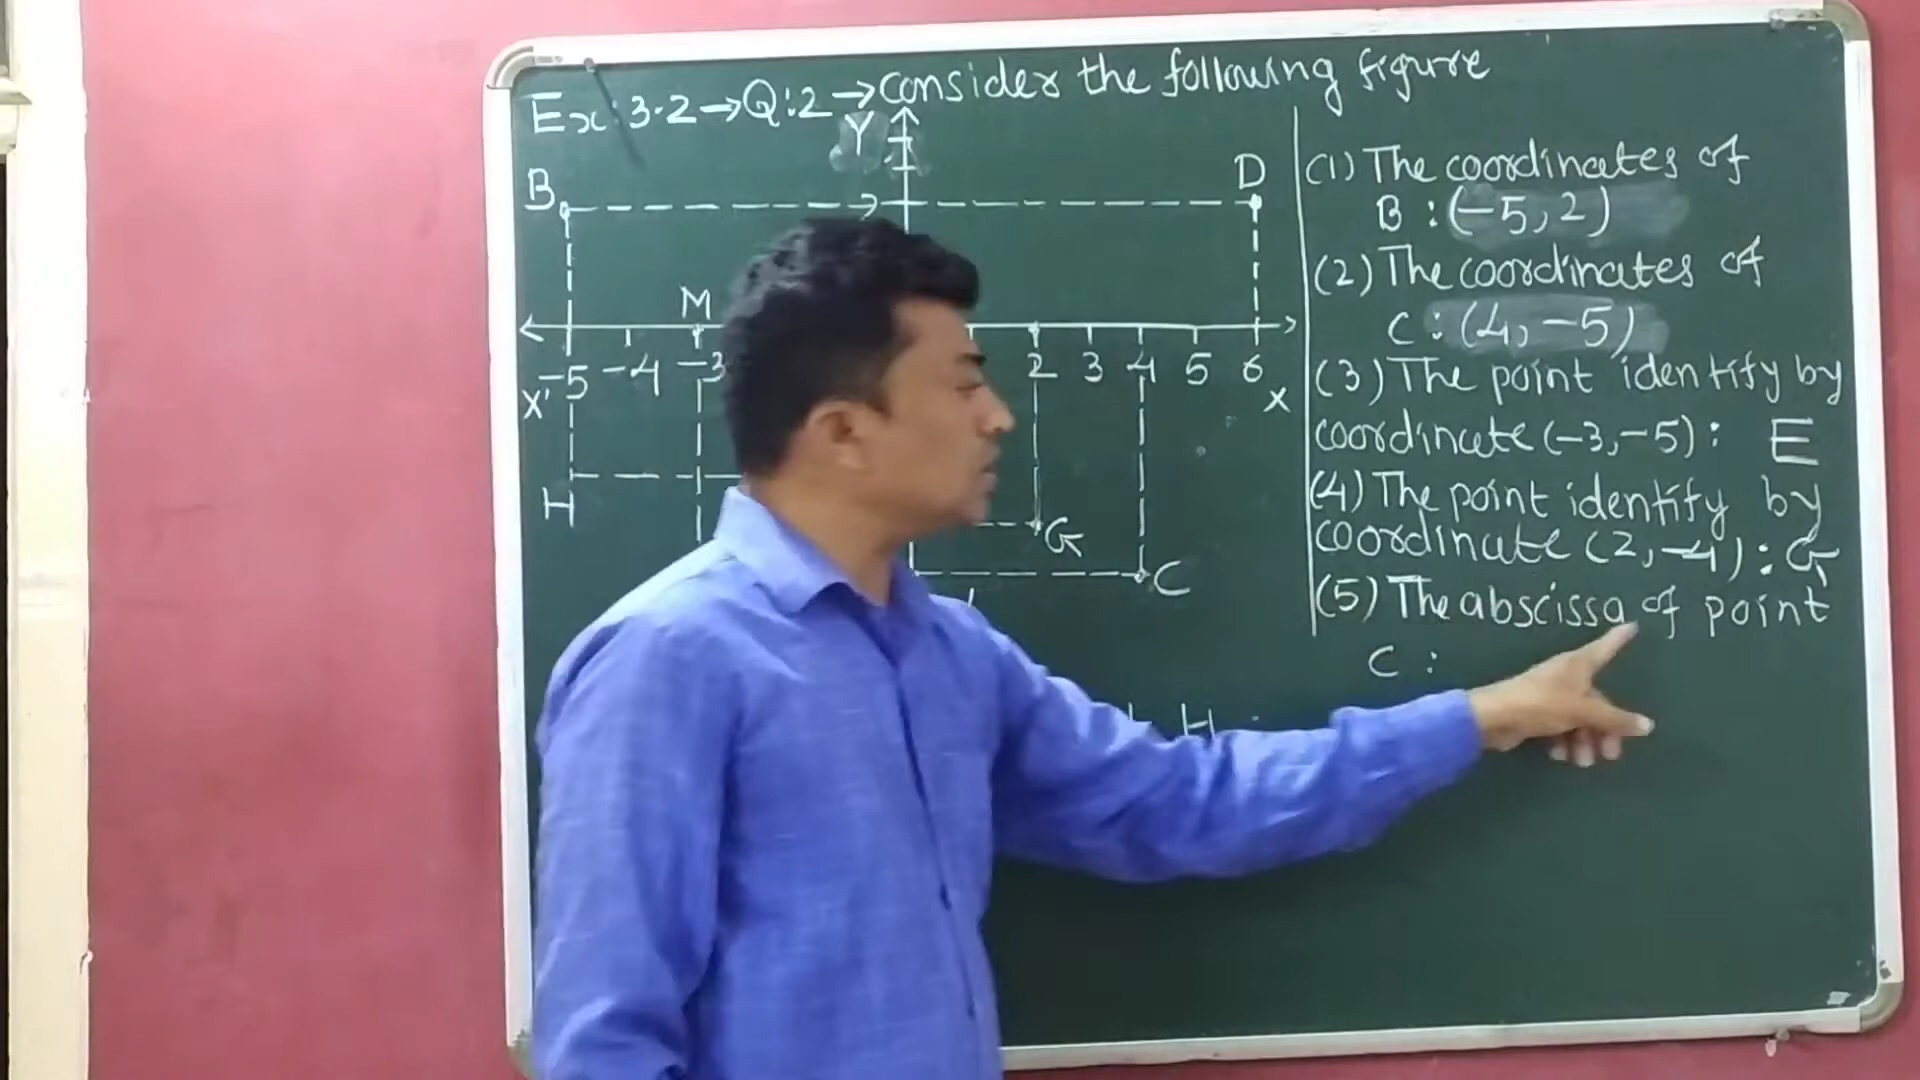 Ex: 3.2 → Q:2 → consider the following figure
Y
B
D
M
-5 -4 -3 2 3 4 5 6
X' X
H
G
C
(1) The coordinates of
B : (-5, 2)
(2) The coordinates of
C : (4, -5)
(3) The point identify by
coordinate (-3, -5) : E
(4) The point identify by
coordinate (2, -4) : G
(5) The abscissa of point
C :
H :